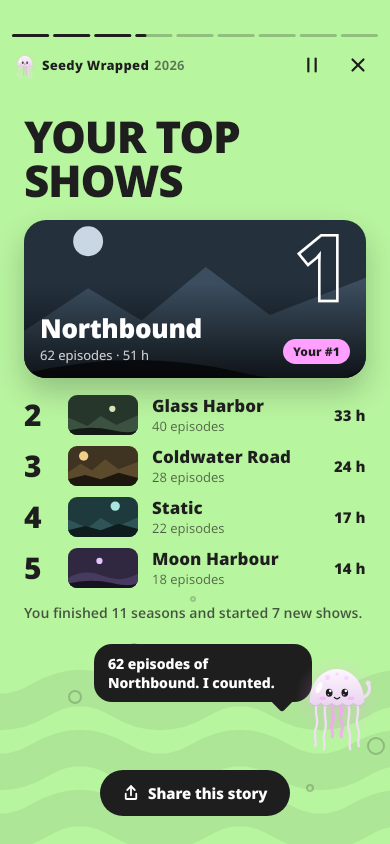 Seedy Wrapped 2026
YOUR TOP
SHOWS
1
Northbound
62 episodes · 51 h
Your #1
2
Glass Harbor
40 episodes
33 h
3
Coldwater Road
28 episodes
24 h
4
Static
22 episodes
17 h
5
Moon Harbour
18 episodes
14 h
You finished 11 seasons and started 7 new shows.
62 episodes of
Northbound. I counted.
Share this story